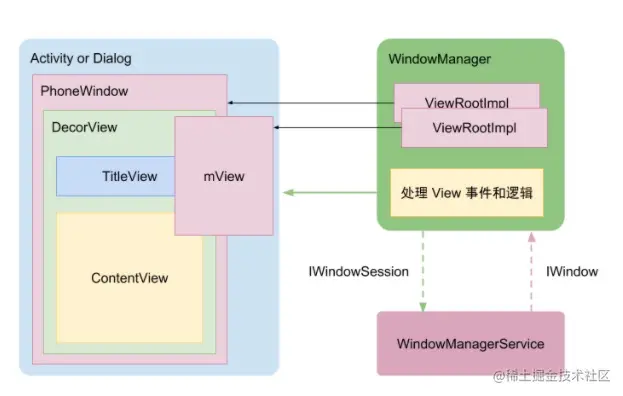 Activity or Dialog
PhoneWindow
DecorView
TitleView
mView
ContentView
WindowManager
ViewRootImpl
ViewRootImpl
处理 View 事件和逻辑
IWindowSession
IWindow
WindowManagerService
@稀土掘金技术社区